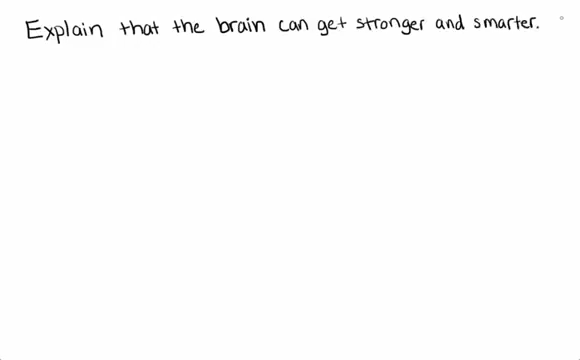 Explain that the brain can get stronger and smarter.